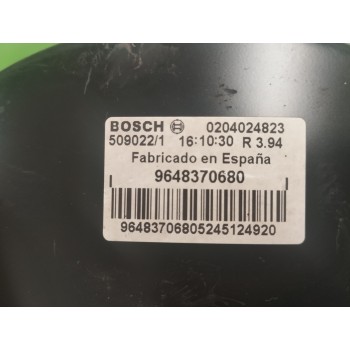 BOSCH 0204024823
509022/1 16:10:30 R 3.94
Fabricado en España
9648370680
96483706805245124920